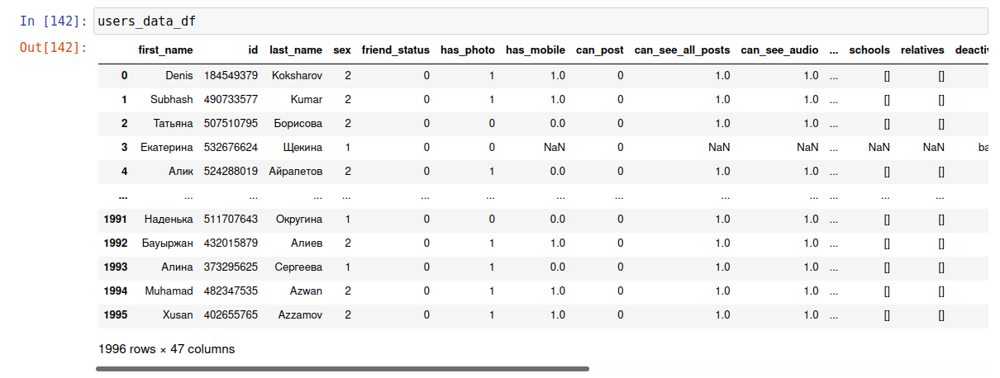 In [142]: users_data_df
Out[142]:
first_name id last_name sex friend_status has_photo has_mobile can_post can_see_all_posts can_see_audio ... schools relatives deactiv
0 Denis 184549379 Koksharov 2 0 1 1.0 0 1.0 1.0 ... [] []
1 Subhash 490733577 Kumar 2 0 1 1.0 0 1.0 1.0 ... [] []
2 Татьяна 507510795 Борисова 2 0 0 0.0 0 1.0 1.0 ... [] []
3 Екатерина 532676624 Щекина 1 0 0 NaN 0 NaN NaN ... NaN NaN ba
4 Алик 524288019 Айрапетов 2 0 1 0.0 0 1.0 1.0 ... [] []
... ... ... ... ... ... ... ... ... ... ... ... ... ...
1991 Наденька 511707643 Округина 1 0 0 0.0 0 1.0 1.0 ... [] []
1992 Бауыржан 432015879 Алиев 2 0 1 1.0 0 1.0 1.0 ... [] []
1993 Алина 373295625 Сергеева 1 0 1 0.0 0 1.0 1.0 ... [] []
1994 Muhamad 482347535 Azwan 2 0 1 1.0 0 1.0 1.0 ... [] []
1995 Xusan 402655765 Azzamov 2 0 1 1.0 0 1.0 1.0 ... [] []
1996 rows × 47 columns